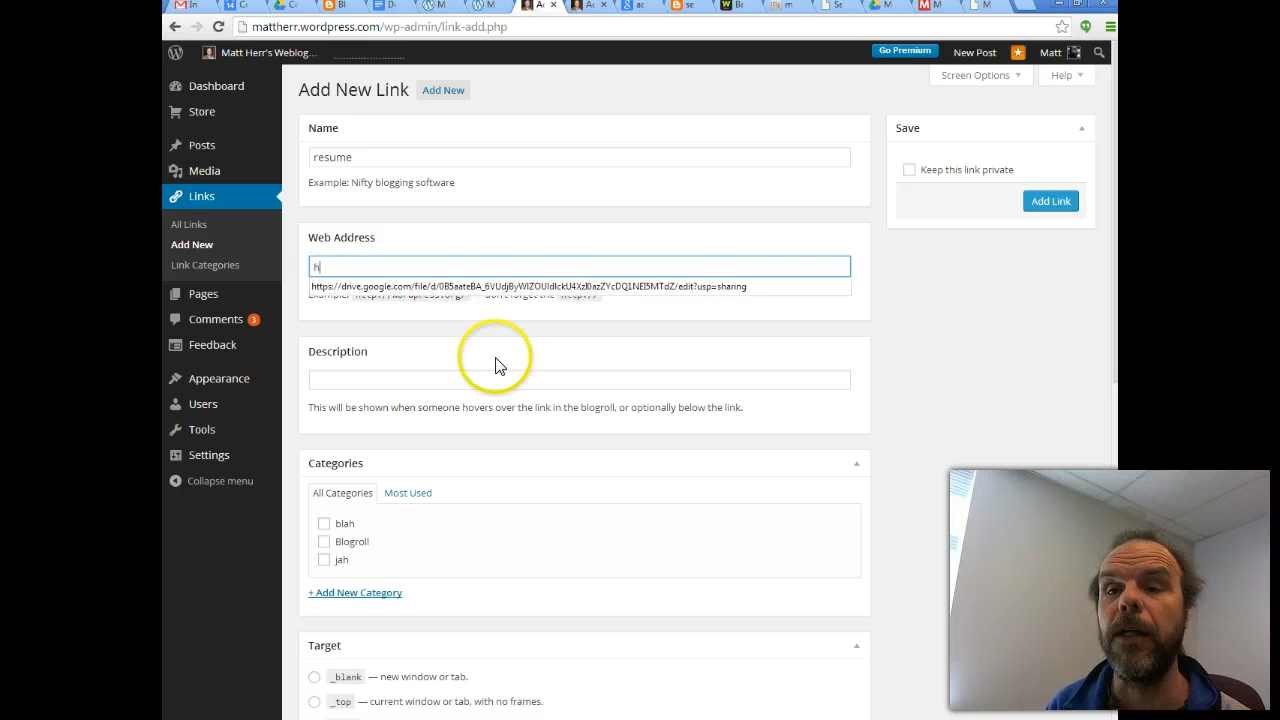 mattherr.wordpress.com/wp-admin/link-add.php
Matt Herr's Weblog...
Go Premium
New Post
Matt
Dashboard
Store
Posts
Media
Links
All Links
Add New
Link Categories
Pages
Comments 3
Feedback
Appearance
Users
Tools
Settings
Collapse menu
Screen Options
Help
Add New Link Add New
Name
resume
Example: Nifty blogging software
Web Address
h
Description
This will be shown when someone hovers over the link in the blogroll, or optionally below the link.
Categories
All Categories Most Used
blah
Blogroll
jah
+ Add New Category
Target
_blank — new window or tab.
_top — current window or tab, with no frames.
Save
Keep this link private
Add Link